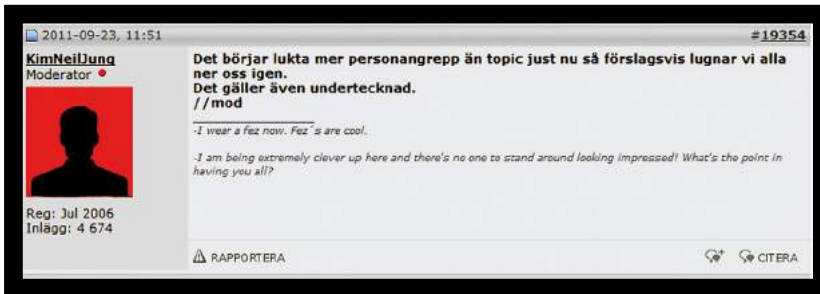 2011-09-23, 11:51 #19354
KimNeilJung
Moderator
Det börjar lukta mer personangrepp än topic just nu så förslagsvis lugnar vi alla
ner oss igen.
Det gäller även undertecknad.
//mod
-I wear a fez now. Fez´s are cool.
-I am being extremely clever up here and there's no one to stand around looking impressed! What's the point in
having you all?
Reg: Jul 2006
Inlägg: 4 674
RAPPORTERA CITERA